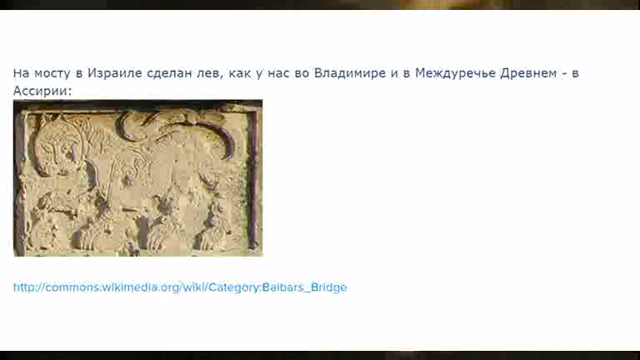 На мосту в Израиле сделан лев, как у нас во Владимире и в Междуречье Древнем - в
Ассирии:
http://commons.wikimedia.org/wiki/Category:Baibars_Bridge